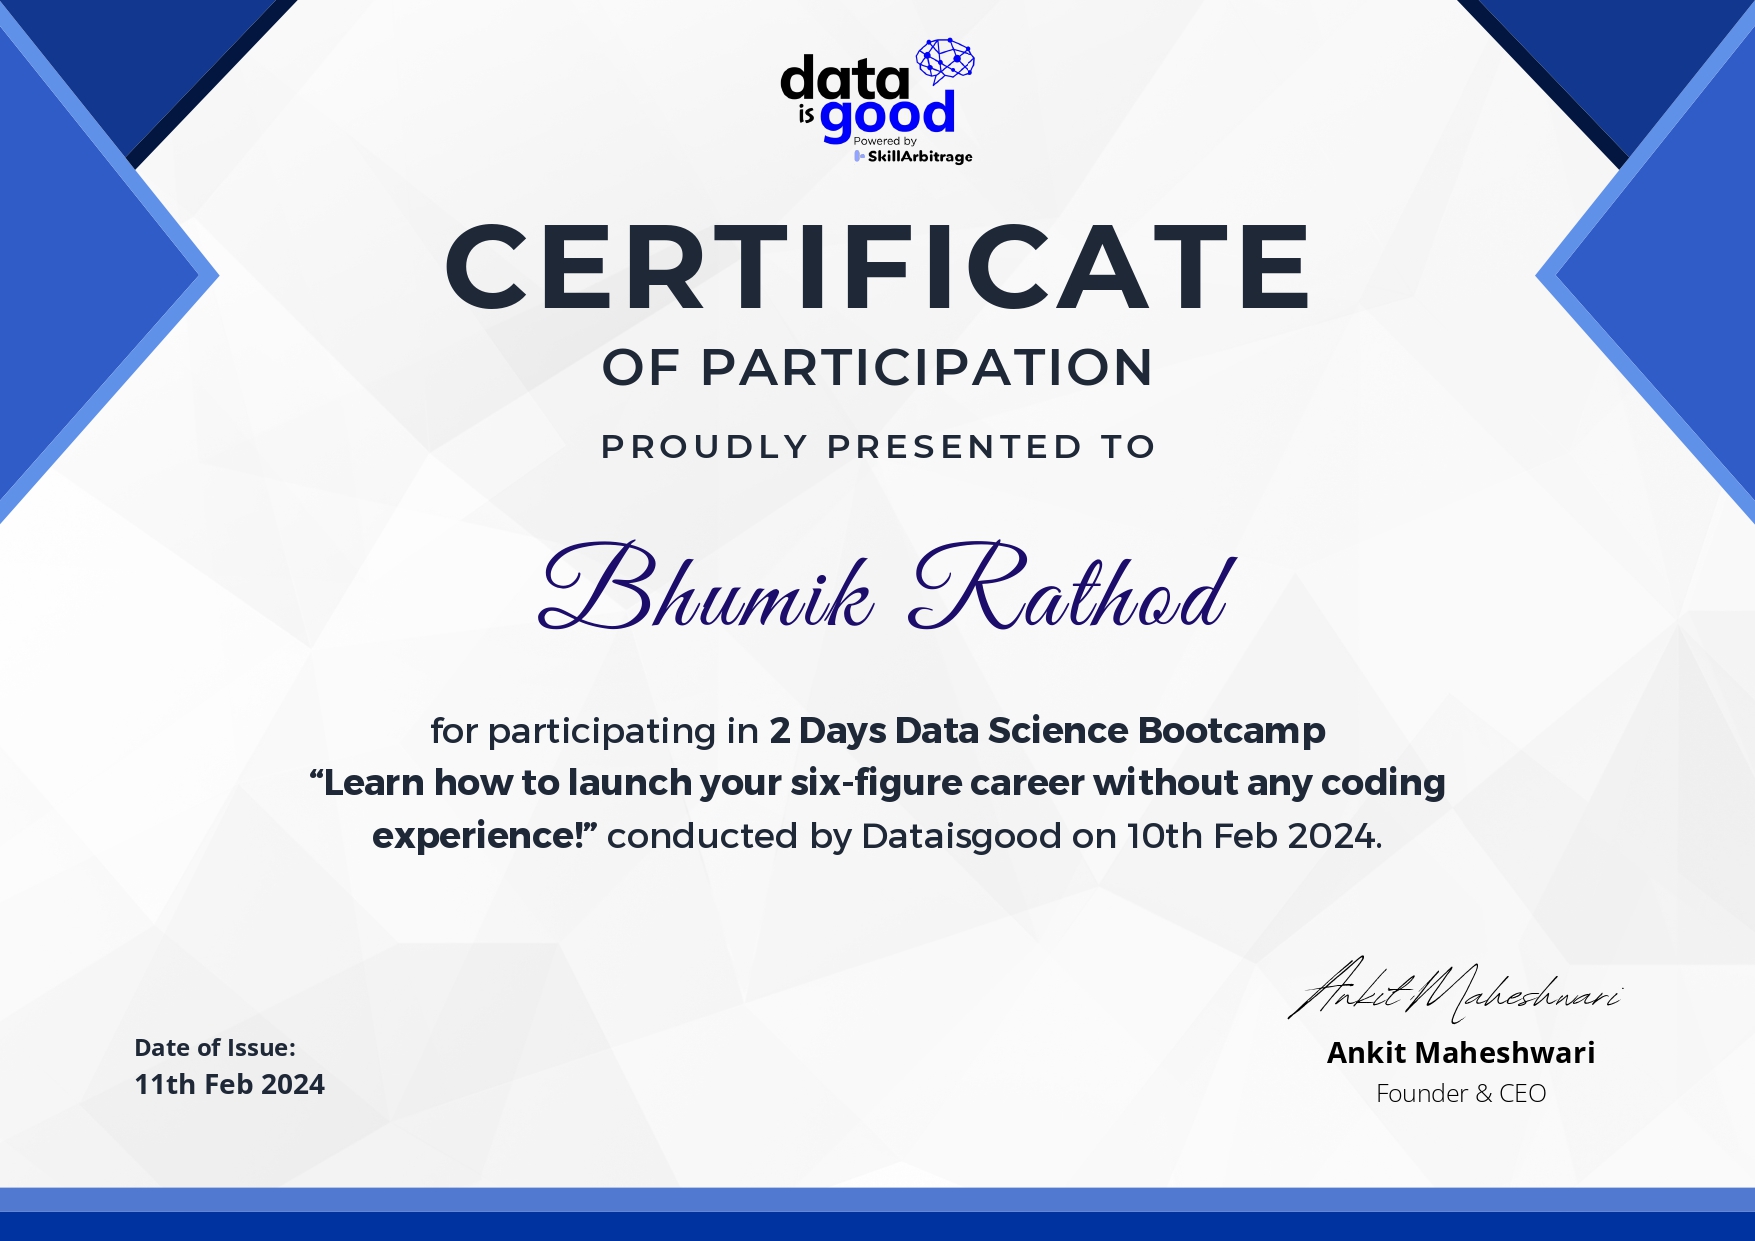 data
is good
Powered by
SkillArbitrage
CERTIFICATE
OF PARTICIPATION
PROUDLY PRESENTED TO
Bhumik Rathod
for participating in 2 Days Data Science Bootcamp
“Learn how to launch your six-figure career without any coding
experience!” conducted by Dataisgood on 10th Feb 2024.
Ankit Maheshwari
Date of Issue:
11th Feb 2024
Ankit Maheshwari
Founder & CEO